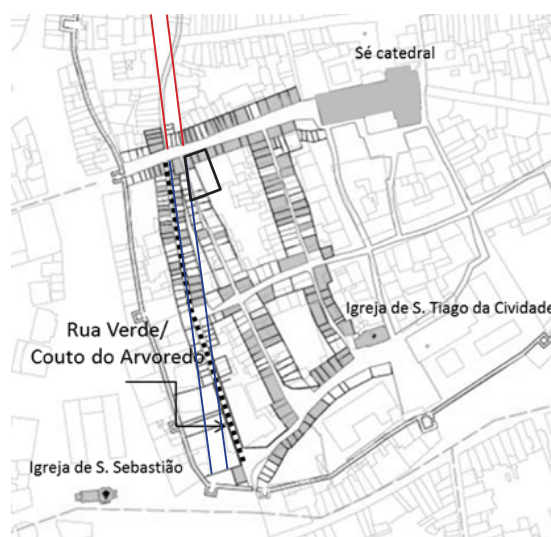 Sé catedral
Igreja de S. Tiago da Cividade
Rua Verde/
Couto do Arvoredo
Igreja de S. Sebastião